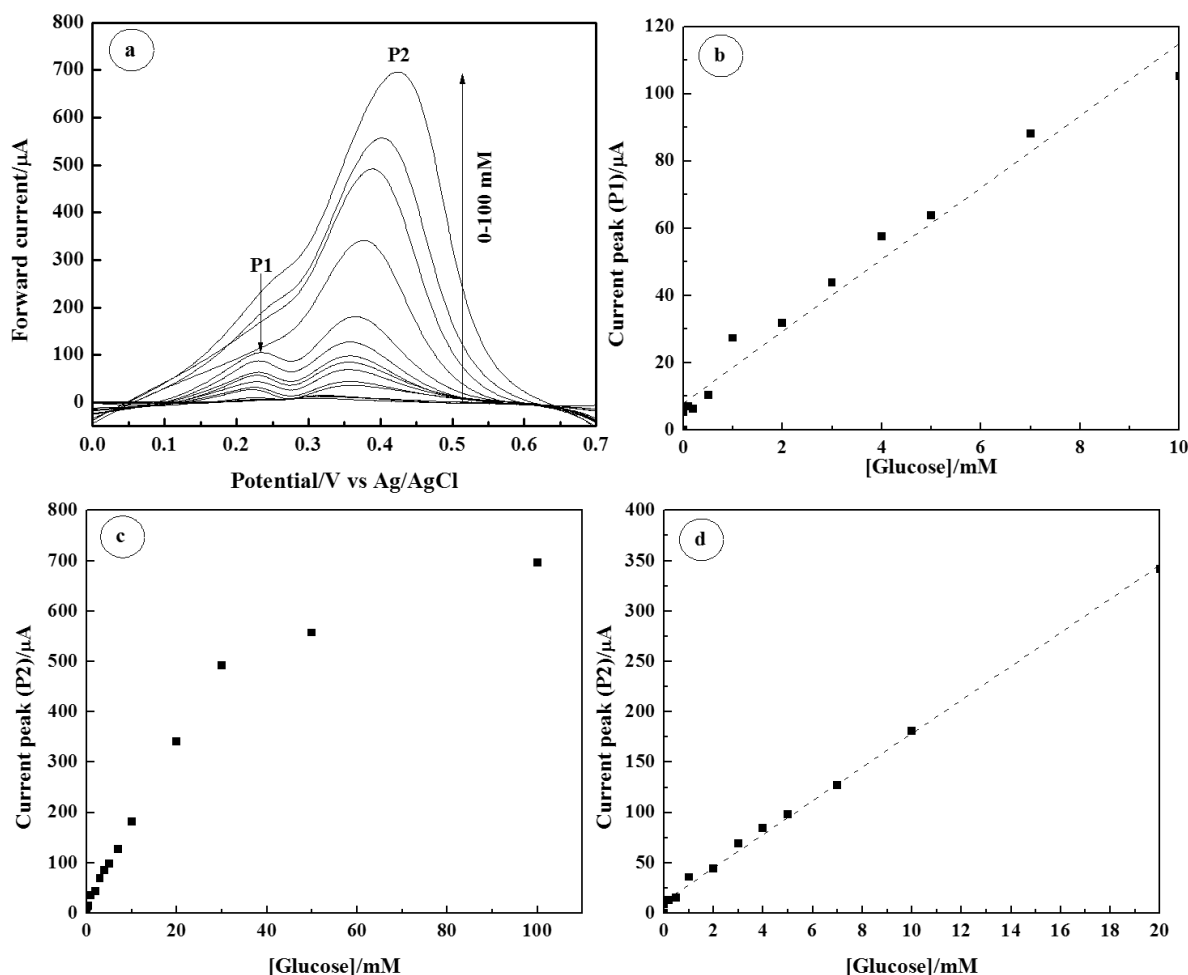 a
800
700
600
500
400
300
200
100
0
Forward current/μA
P1
P2
0-100 mM
0.0 0.1 0.2 0.3 0.4 0.5 0.6 0.7
Potential/V vs Ag/AgCl
b
120
100
80
60
40
20
0
Current peak (P1)/μA
0 2 4 6 8 10
[Glucose]/mM
c
800
700
600
500
400
300
200
100
0
Current peak (P2)/μA
0 20 40 60 80 100
[Glucose]/mM
d
400
350
300
250
200
150
100
50
0
Current peak (P2)/μA
0 2 4 6 8 10 12 14 16 18 20
[Glucose]/mM